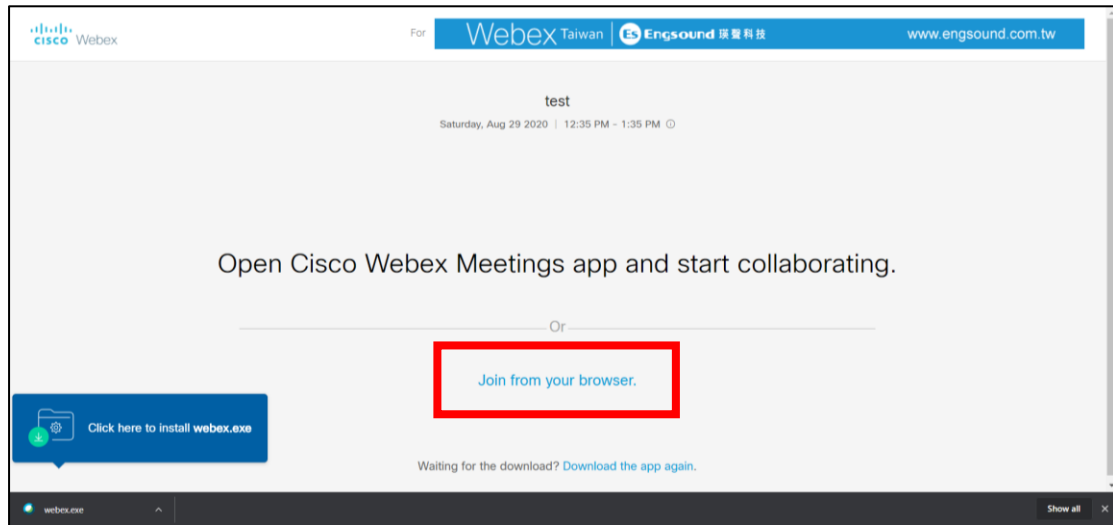 cisco Webex
For
Webex Taiwan | Es Engsound 瑛聲科技 www.engsound.com.tw
test
Saturday, Aug 29 2020 | 12:35 PM - 1:35 PM
Open Cisco Webex Meetings app and start collaborating.
Or
Join from your browser.
Click here to install webex.exe
Waiting for the download? Download the app again.
webex.exe
Show all